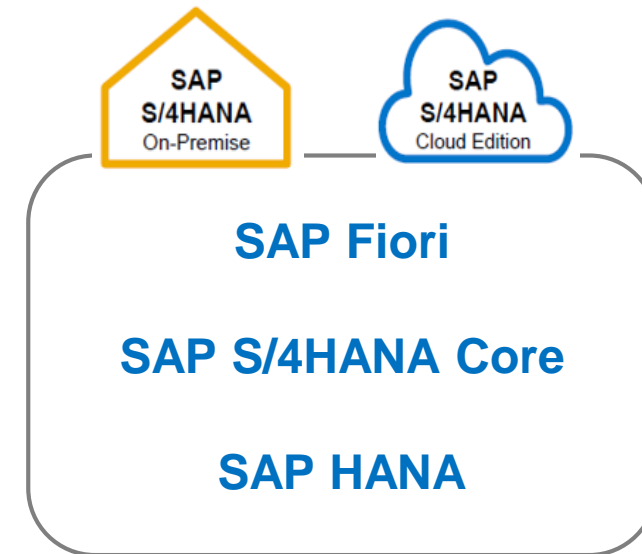 SAP
S/4HANA
On-Premise
SAP
S/4HANA
Cloud Edition
SAP Fiori
SAP S/4HANA Core
SAP HANA